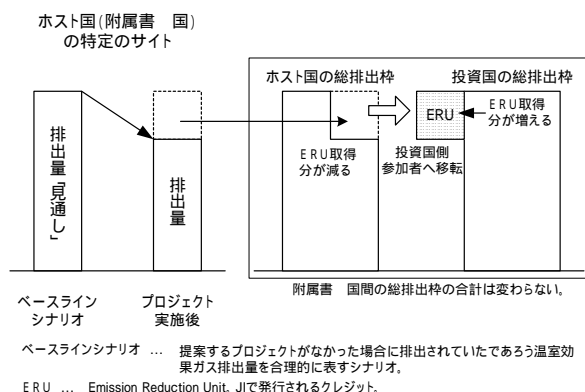 ホスト国(附属書　国)
の特定のサイト
ホスト国の総排出枠
投資国の総排出枠
排出量「見通し」
排出量
ERU
ERU取得
分が増える
ERU取得
分が減る
投資国側
参加者へ移転
ベースライン
シナリオ
プロジェクト
実施後
附属書　国間の総排出枠の合計は変わらない。
ベースラインシナリオ … 提案するプロジェクトがなかった場合に排出されていたであろう温室効
果ガス排出量を合理的に表すシナリオ。
ERU … Emission Reduction Unit. JIで発行されるクレジット。